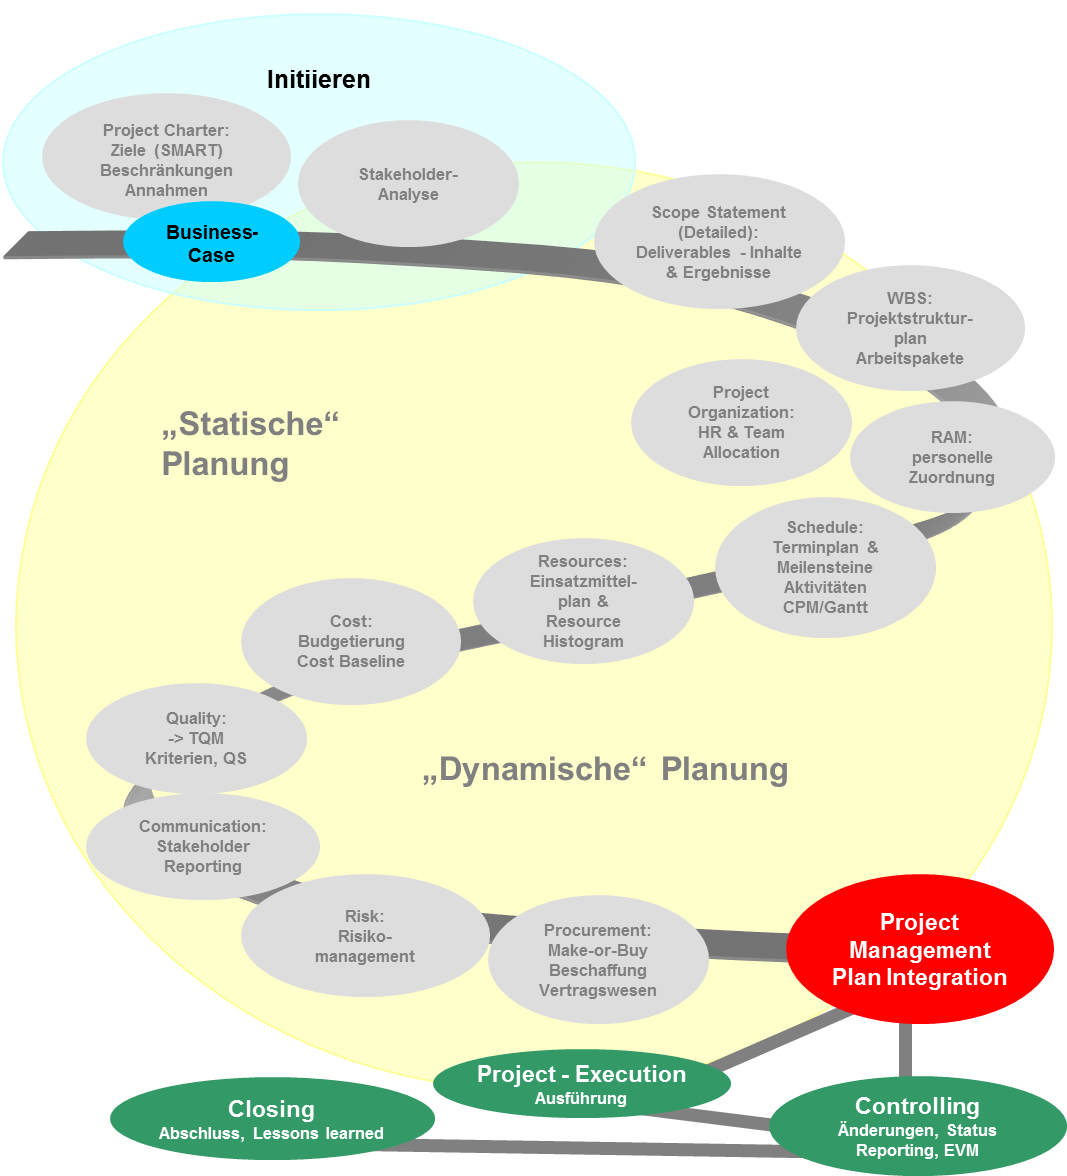 Initiieren
Project Charter:
Ziele (SMART)
Beschränkungen
Annahmen
Stakeholder-
Analyse
Business-
Case
Scope Statement
(Detailed):
Deliverables - Inhalte
& Ergebnisse
WBS:
Projektstruktur-
plan
Arbeitspakete
„Statische“
Planung
Project
Organization:
HR & Team
Allocation
RAM:
personelle
Zuordnung
Schedule:
Terminplan &
Meilensteine
Aktivitäten
CPM/Gantt
Resources:
Einsatzmittel-
plan &
Resource
Histogram
Cost:
Budgetierung
Cost Baseline
Quality:
-> TQM
Kriterien, QS
„Dynamische“ Planung
Communication:
Stakeholder
Reporting
Risk:
Risiko-
management
Procurement:
Make-or-Buy
Beschaffung
Vertragswesen
Project
Management
Plan Integration
Project - Execution
Ausführung
Closing
Abschluss, Lessons learned
Controlling
Änderungen, Status
Reporting, EVM